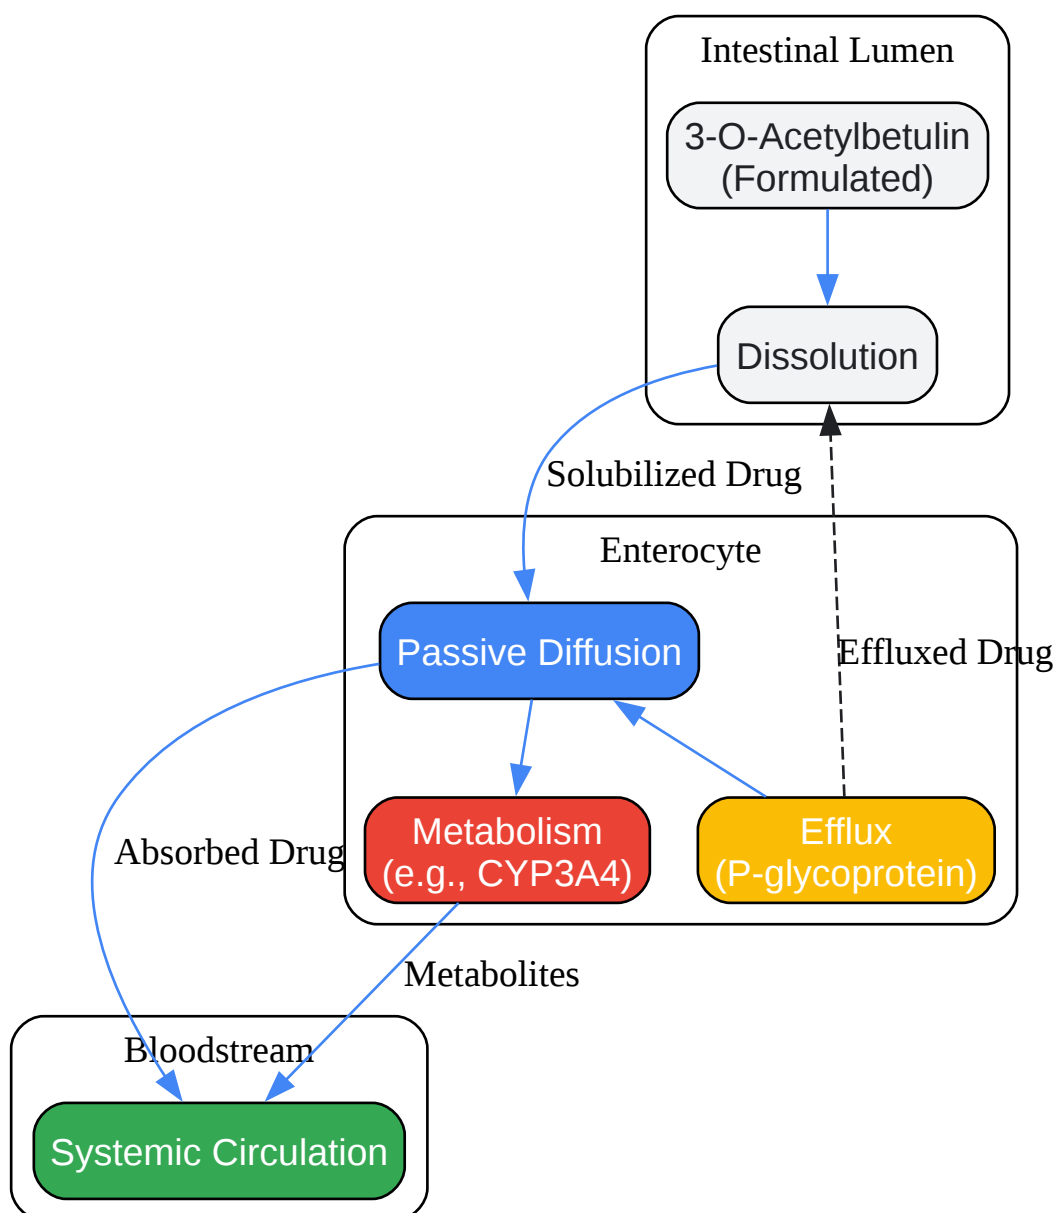 Intestinal Lumen
3-O-Acetylbetulin
(Formulated)
Dissolution
Solubilized Drug
Enterocyte
Passive Diffusion
Effluxed Drug
Metabolism
(e.g., CYP3A4)
Efflux
(P-glycoprotein)
Absorbed Drug
Metabolites
Bloodstream
Systemic Circulation